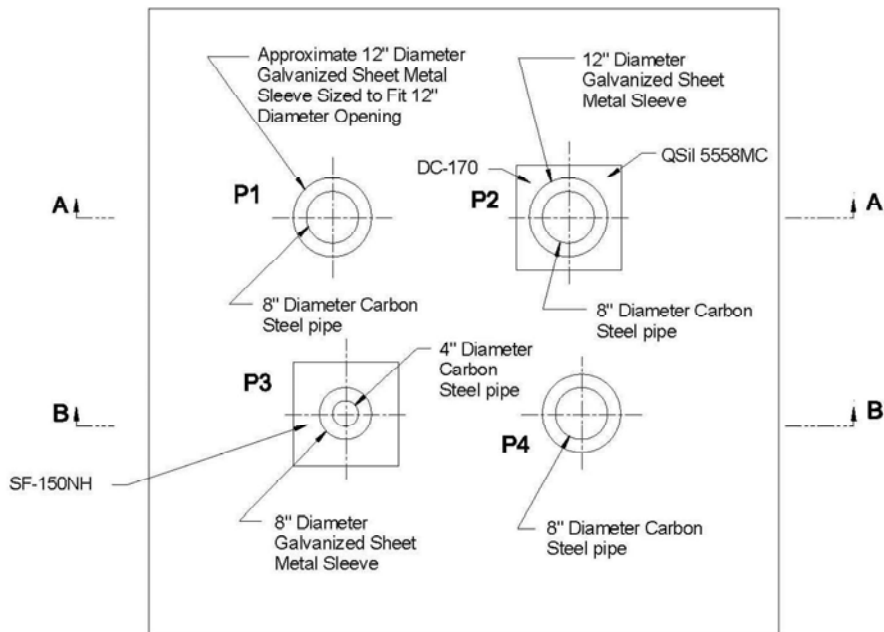 Approximate 12" Diameter
Galvanized Sheet Metal
Sleeve Sized to Fit 12"
Diameter Opening
12" Diameter
Galvanized Sheet
Metal Sleeve
DC-170
QSil 5558MC
P1
P2
A
A
8" Diameter Carbon
Steel pipe
8" Diameter Carbon
Steel pipe
4" Diameter
Carbon
Steel pipe
P3
B
B
P4
SF-150NH
8" Diameter
Galvanized Sheet
Metal Sleeve
8" Diameter Carbon
Steel pipe